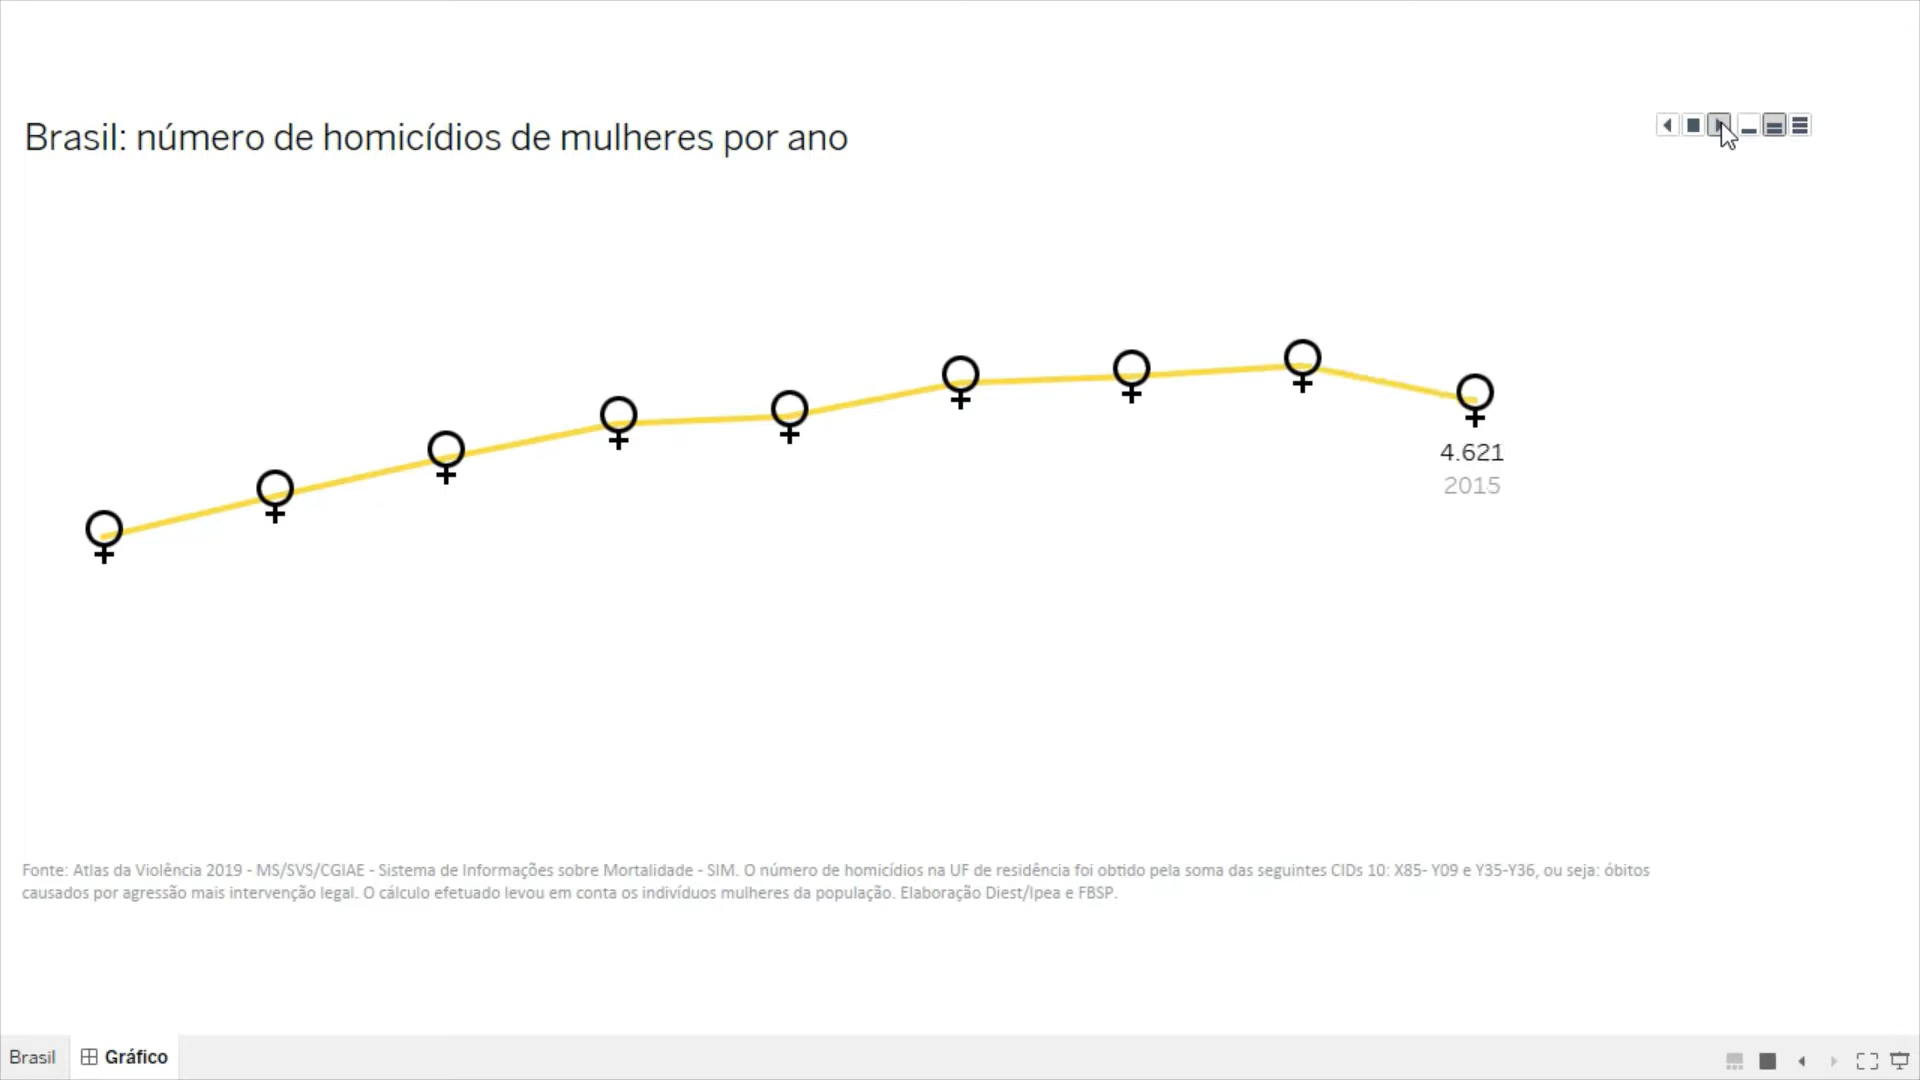 Brasil: número de homicídios de mulheres por ano
4.621
2015
Fonte: Atlas da Violência 2019 - MS/SVS/CGIAE - Sistema de Informações sobre Mortalidade - SIM. O número de homicídios na UF de residência foi obtido pela soma das seguintes CIDs 10: X85- Y09 e Y35-Y36, ou seja: óbitos
causados por agressão mais intervenção legal. O cálculo efetuado levou em conta os indivíduos mulheres da população. Elaboração Diest/Ipea e FBSP.
Brasil Gráfico